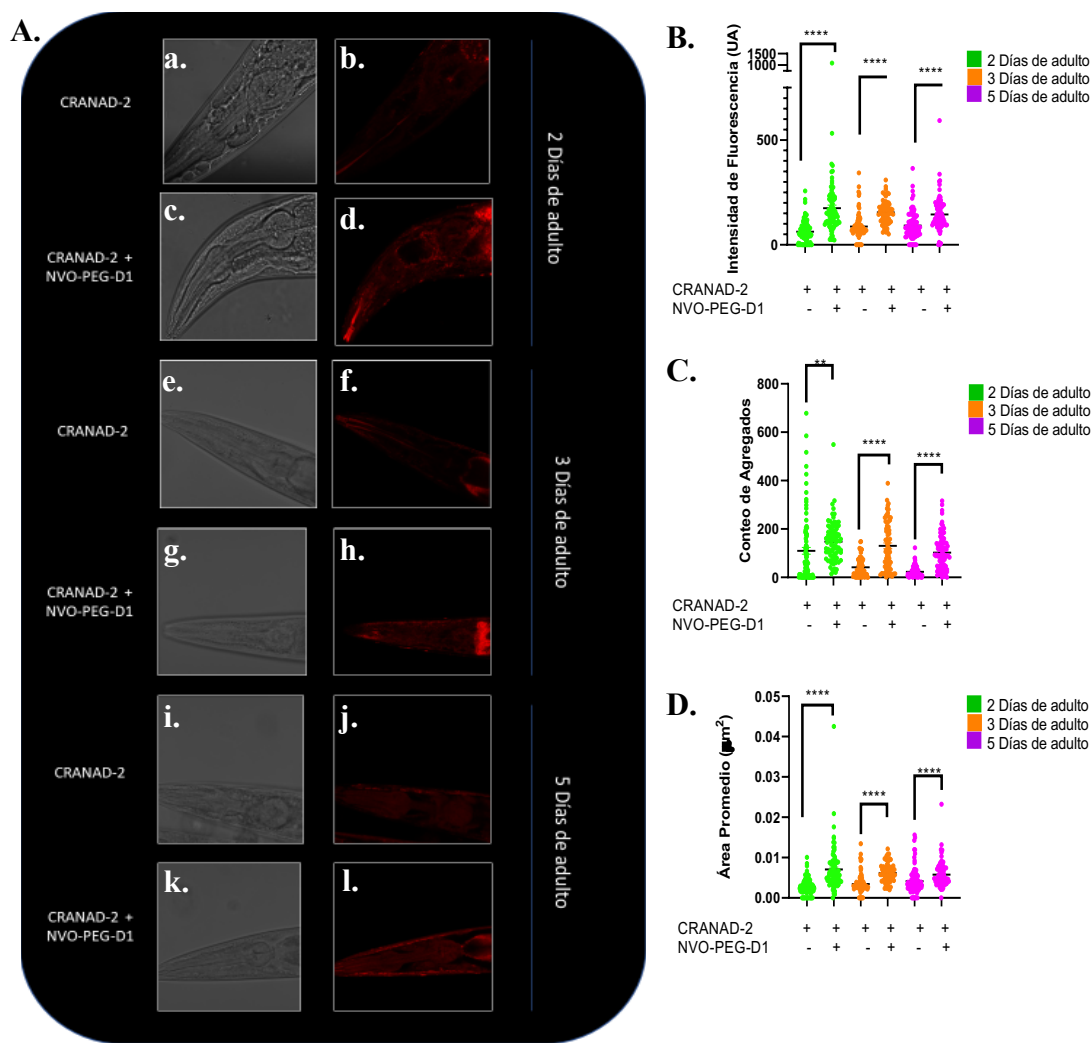 A.
a.
b.
CRANAD-2
c.
d.
CRANAD-2 +
NVO-PEG-D1
2 Días de adulto
e.
f.
CRANAD-2
g.
h.
CRANAD-2 +
NVO-PEG-D1
3 Días de adulto
i.
j.
CRANAD-2
k.
l.
CRANAD-2 +
NVO-PEG-D1
5 Días de adulto
B.
Intensidad de Fluorescencia (UA)
1500
1000
500
0
**** **** ****
2 Días de adulto
3 Días de adulto
5 Días de adulto
CRANAD-2 + + + + + +
NVO-PEG-D1 - + - + - +
C.
Conteo de Agregados
800
600
400
200
0
** **** ****
2 Días de adulto
3 Días de adulto
5 Días de adulto
CRANAD-2 + + + + + +
NVO-PEG-D1 - + - + - +
D.
Área Promedio (μm²)
0.05
0.04
0.03
0.02
0.010
0.005
0.000
**** **** ****
2 Días de adulto
3 Días de adulto
5 Días de adulto
CRANAD-2 + + + + + +
NVO-PEG-D1 - + - + - +